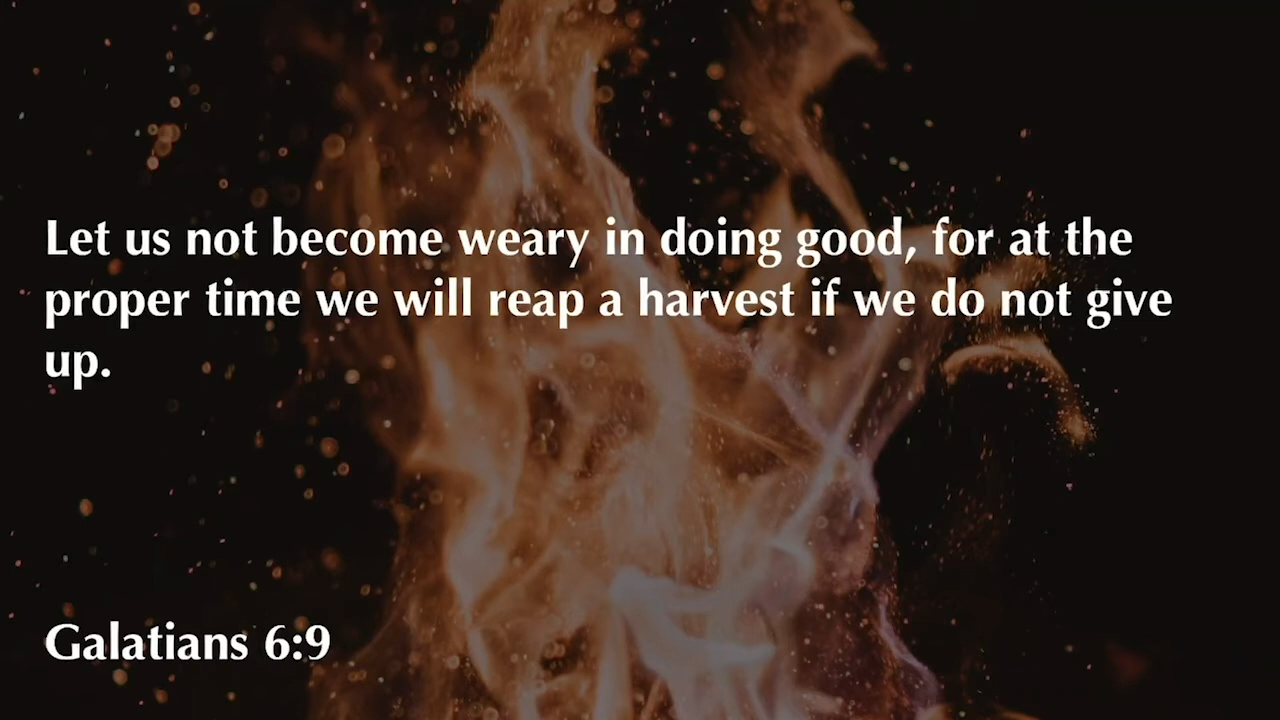 Let us not become weary in doing good, for at the
proper time we will reap a harvest if we do not give
up.
Galatians 6:9